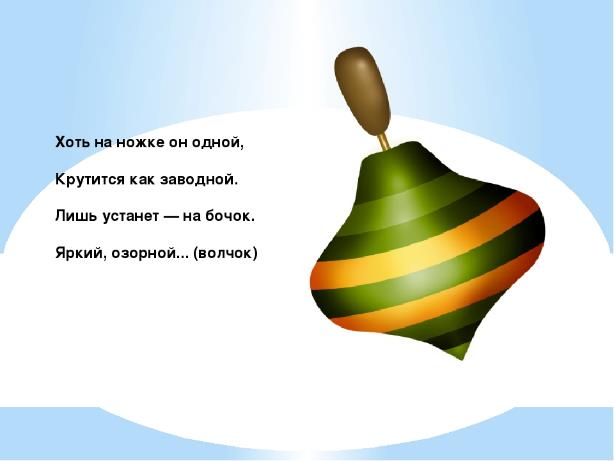 Хоть на ножке он одной,
Крутится как заводной.
Лишь устанет — на бочок.
Яркий, озорной... (волчок)